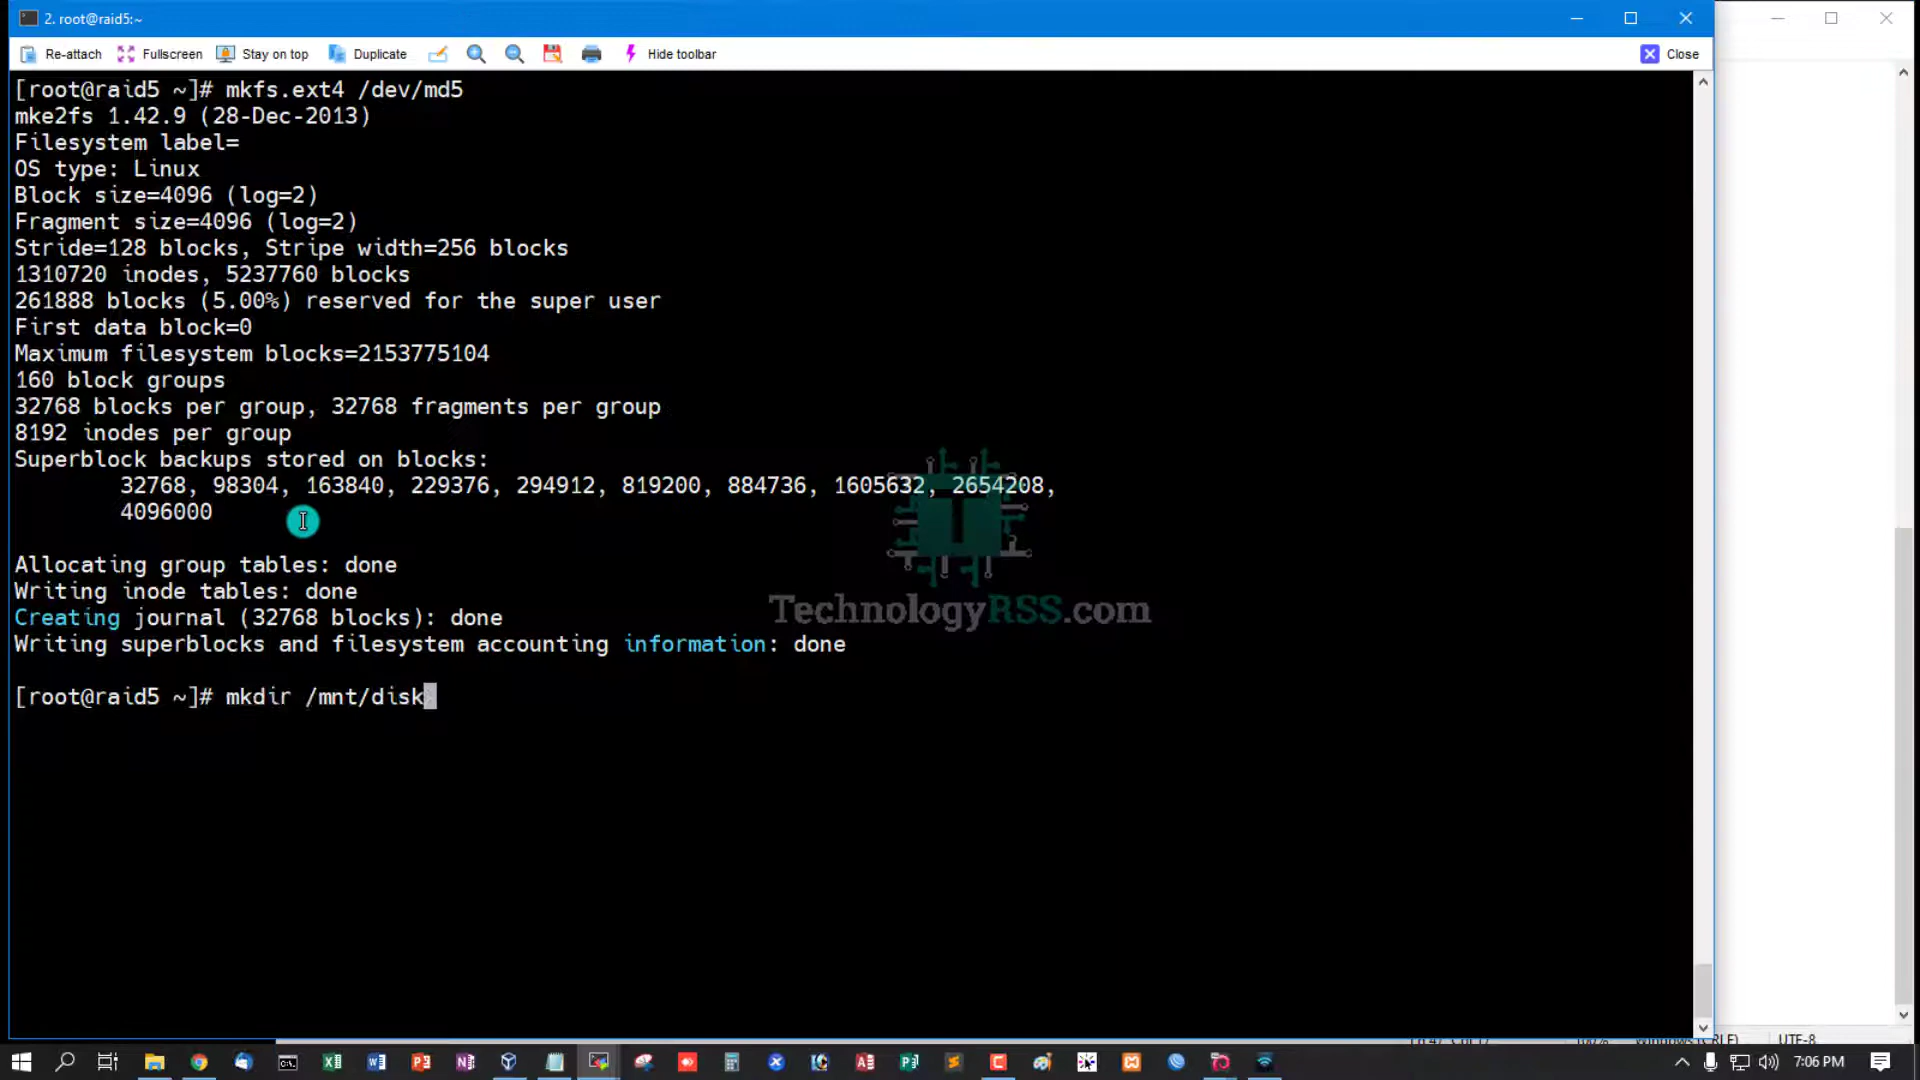 2. root@raid5:~
Re-attach Fullscreen Stay on top Duplicate Hide toolbar Close
[root@raid5 ~]# mkfs.ext4 /dev/md5
mke2fs 1.42.9 (28-Dec-2013)
Filesystem label=
OS type: Linux
Block size=4096 (log=2)
Fragment size=4096 (log=2)
Stride=128 blocks, Stripe width=256 blocks
1310720 inodes, 5237760 blocks
261888 blocks (5.00%) reserved for the super user
First data block=0
Maximum filesystem blocks=2153775104
160 block groups
32768 blocks per group, 32768 fragments per group
8192 inodes per group
Superblock backups stored on blocks:
32768, 98304, 163840, 229376, 294912, 819200, 884736, 1605632, 2654208,
4096000
Allocating group tables: done
Writing inode tables: done
Creating journal (32768 blocks): done
Writing superblocks and filesystem accounting information: done
TechnologyRSS.com
[root@raid5 ~]# mkdir /mnt/disk
UTF-8
7:06 PM